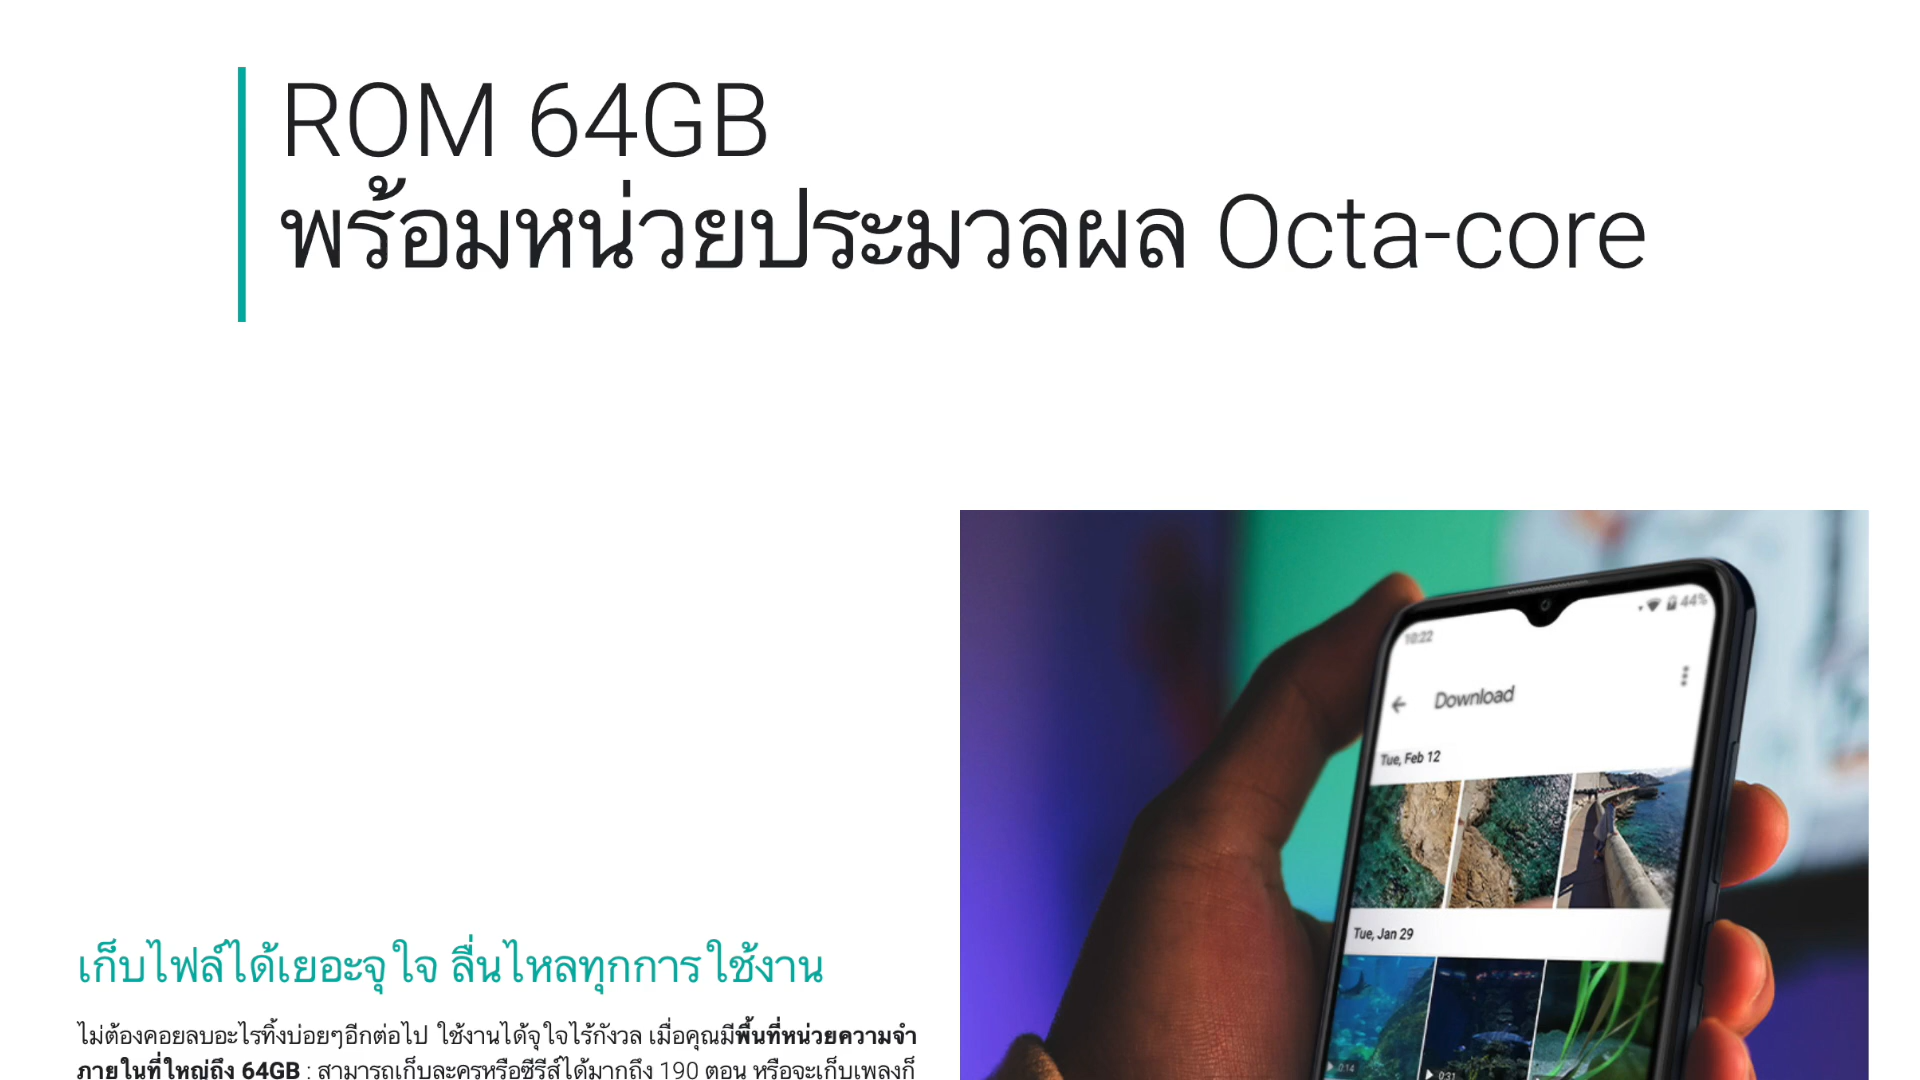 ROM 64GB
พร้อมหน่วยประมวลผล Octa-core
44%
10:22
Download
Tue, Feb 12
Tue, Jan 29
0:14
0:31
เก็บไฟล์ได้เยอะจุใจ ลื่นไหลทุกการใช้งาน
ไม่ต้องคอยลบอะไรทิ้งบ่อยๆอีกต่อไป ใช้งานได้จุใจไร้กังวล เมื่อคุณมีพื้นที่หน่วยความจำ
ภายในที่ใหญ่ถึง 64GB : สามารถเก็บละครหรือซีรีส์ได้มากถึง 190 ตอน หรือจะเก็บเพลงก็